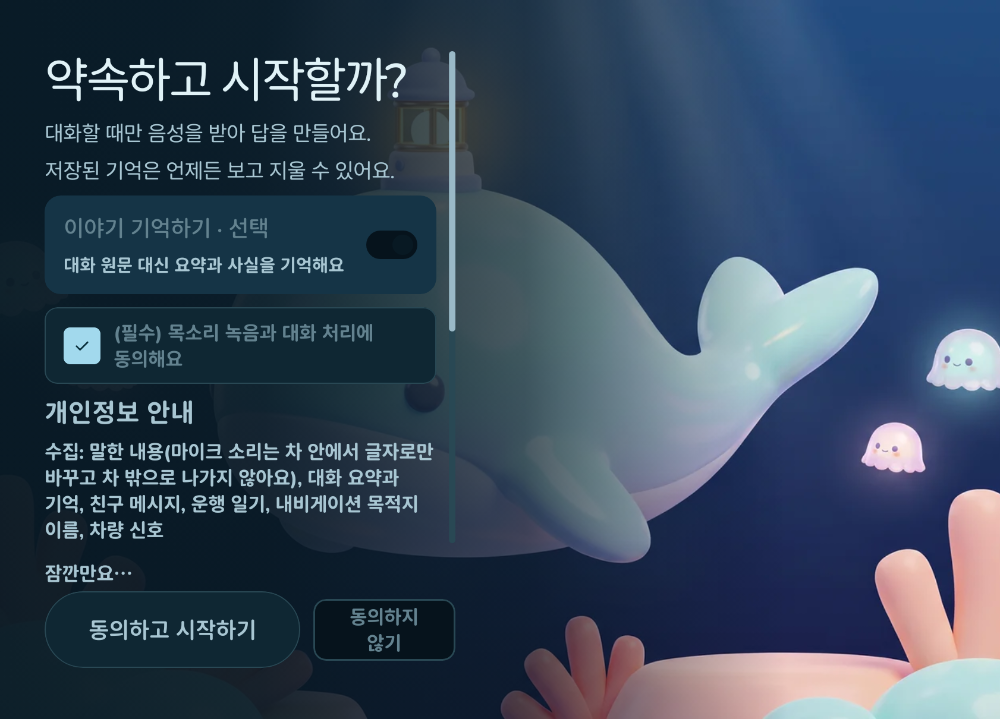 약속하고 시작할까?
대화할 때만 음성을 받아 답을 만들어요.
저장된 기억은 언제든 보고 지울 수 있어요.
이야기 기억하기 · 선택
대화 원문 대신 요약과 사실을 기억해요
(필수) 목소리 녹음과 대화 처리에
동의해요
개인정보 안내
수집: 말한 내용(마이크 소리는 차 안에서 글자로만
바꾸고 차 밖으로 나가지 않아요), 대화 요약과
기억, 친구 메시지, 운행 일기, 내비게이션 목적지
이름, 차량 신호
잠깐만요…
동의하고 시작하기
동의하지
않기